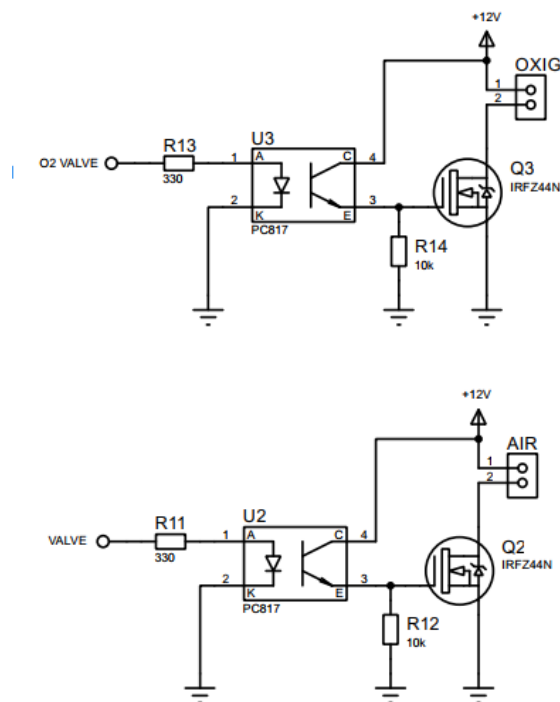 +12V
OXIG
1
2
R13
330
O2 VALVE
U3
1
A
C
4
2
K
E
3
PC817
Q3
IRFZ44N
R14
10k
+12V
AIR
1
2
R11
330
VALVE
U2
1
A
C
4
2
K
E
3
PC817
Q2
IRFZ44N
R12
10k